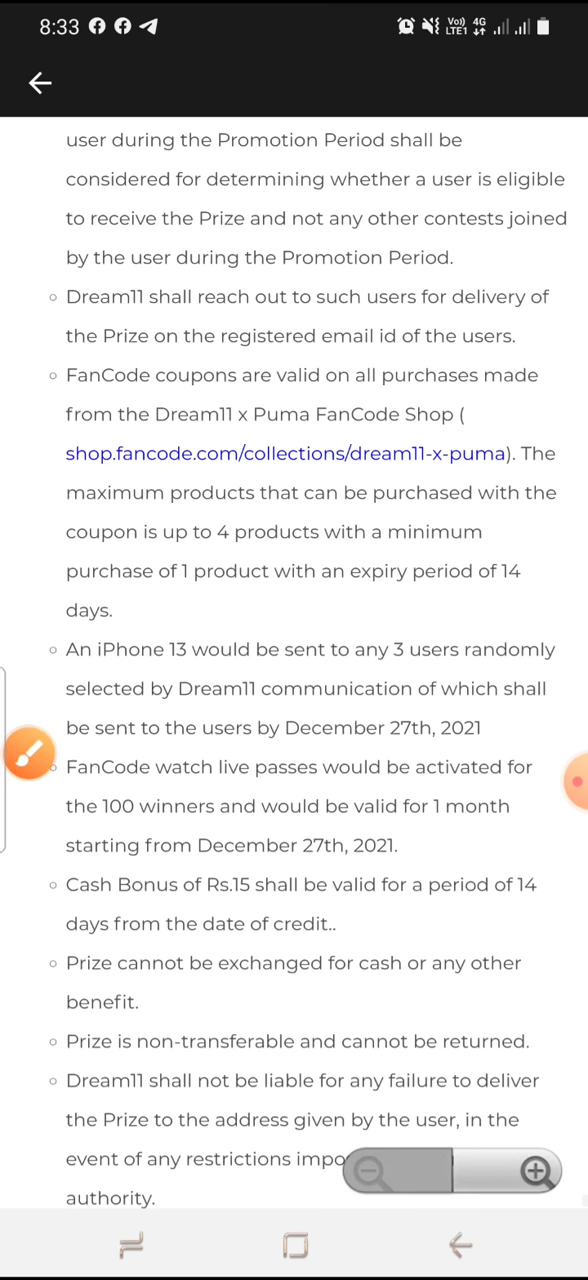 8:33
Vo)) 4G
LTE1
user during the Promotion Period shall be
considered for determining whether a user is eligible
to receive the Prize and not any other contests joined
by the user during the Promotion Period.
Dream11 shall reach out to such users for delivery of
the Prize on the registered email id of the users.
FanCode coupons are valid on all purchases made
from the Dream11 x Puma FanCode Shop (
shop.fancode.com/collections/dream11-x-puma). The
maximum products that can be purchased with the
coupon is up to 4 products with a minimum
purchase of 1 product with an expiry period of 14
days.
An iPhone 13 would be sent to any 3 users randomly
selected by Dream11 communication of which shall
be sent to the users by December 27th, 2021
FanCode watch live passes would be activated for
the 100 winners and would be valid for 1 month
starting from December 27th, 2021.
Cash Bonus of Rs.15 shall be valid for a period of 14
days from the date of credit..
Prize cannot be exchanged for cash or any other
benefit.
Prize is non-transferable and cannot be returned.
Dream11 shall not be liable for any failure to deliver
the Prize to the address given by the user, in the
event of any restrictions
authority.